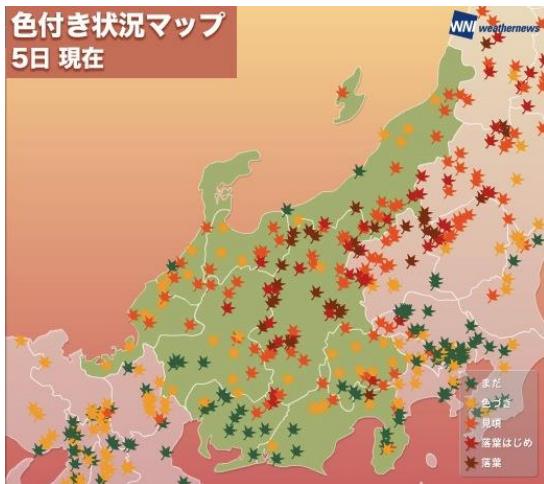 色付き状況マップ
5日 現在
WNI weathernews
まだ
色づき
見頃
落葉はじめ
落葉